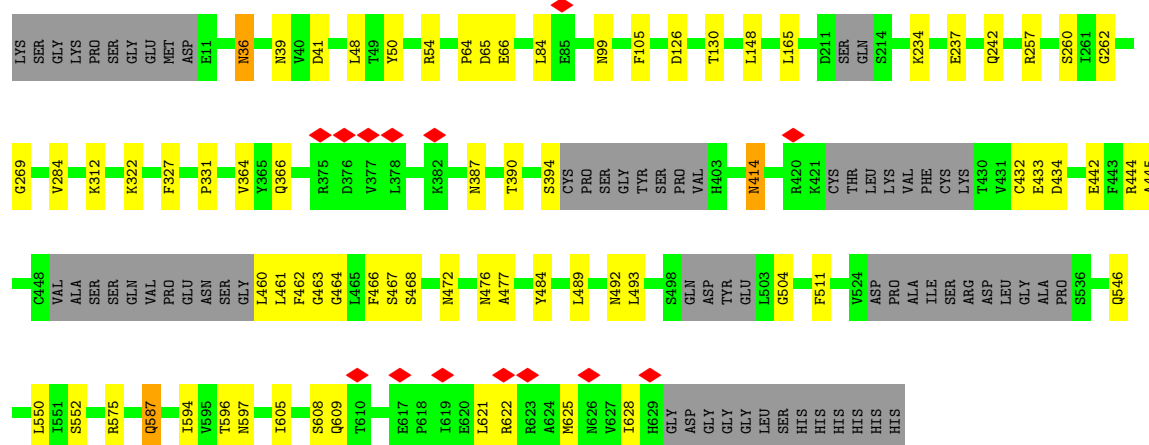 LYS SER GLY LYS PRO SER GLY GLU MET ASP E11 N36 N39 V40 D41 L48 T49 Y50 R54 P64 D65 E66 L84 E85 N99 F105 D126 T130 L148 L165 D211 SER GLN S214 K234 E237 Q242 R257 S260 I261 G262
G269 V284 K312 K322 F327 P331 V364 Y365 Q366 R375 D376 V377 L378 K382 N387 T390 S394 CYS PRO SER GLY TYR SER PRO VAL H403 N414 R420 K421 CYS THR LEU LYS VAL PHE CYS LYS T430 V431 C432 E433 D434 E442 F443 R444 A445
C448 VAL ALA SER SER GLN VAL PRO GLU ASN SER GLY L460 L461 F462 G463 G464 L465 F466 S467 S468 N472 N476 A477 Y484 L489 N492 L493 S498 GLN ASP TYR GLU L503 G504 F511 V524 ASP PRO ALA ILE SER ARG ASP LEU GLY ALA PRO S536 Q546
L550 I551 S552 R575 Q587 I594 V595 T596 N597 I605 S608 Q609 T610 E617 P618 I619 E620 L621 R622 R623 A624 M625 N626 V627 I628 H629 GLY ASP GLY GLY GLY LEU SER HIS HIS HIS HIS HIS HIS